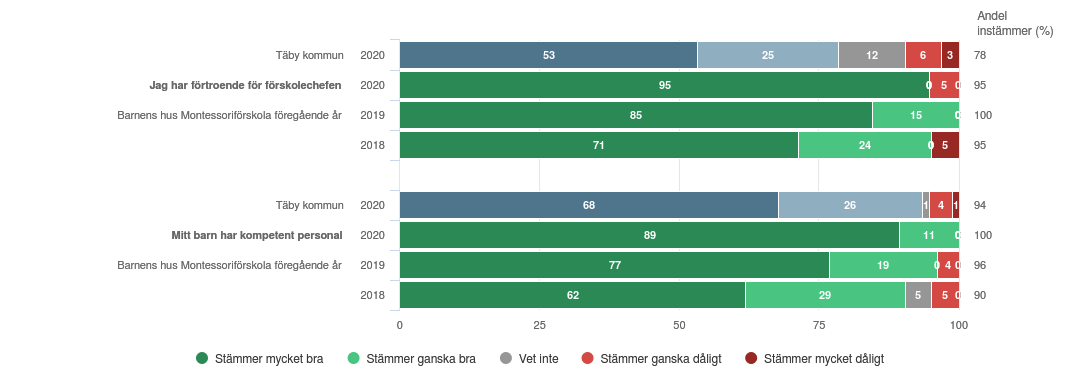 Andel
instämmer (%)
Täby kommun 2020 53 25 12 6 3 78
Jag har förtroende för förskolechefen 2020 95 0 5 0 95
Barnens hus Montessoriförskola föregående år 2019 85 15 0 100
2018 71 24 0 5 95
Täby kommun 2020 68 26 1 4 1 94
Mitt barn har kompetent personal 2020 89 11 0 100
Barnens hus Montessoriförskola föregående år 2019 77 19 0 4 0 96
2018 62 29 5 5 0 90
0 25 50 75 100
Stämmer mycket bra Stämmer ganska bra Vet inte Stämmer ganska dåligt Stämmer mycket dåligt